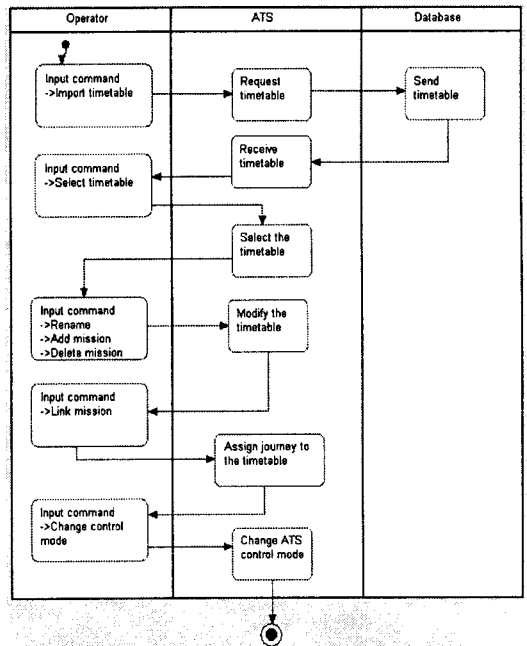 Operator
ATS
Database
Input command
->Import timetable
Request
timetable
Send
timetable
Receive
timetable
Input command
->Select timetable
Select the
timetable
Input command
->Rename
->Add mission
->Delete mission
Modify the
timetable
Input command
->Link mission
Assign journey to
the timetable
Input command
->Change control
mode
Change ATS
control mode